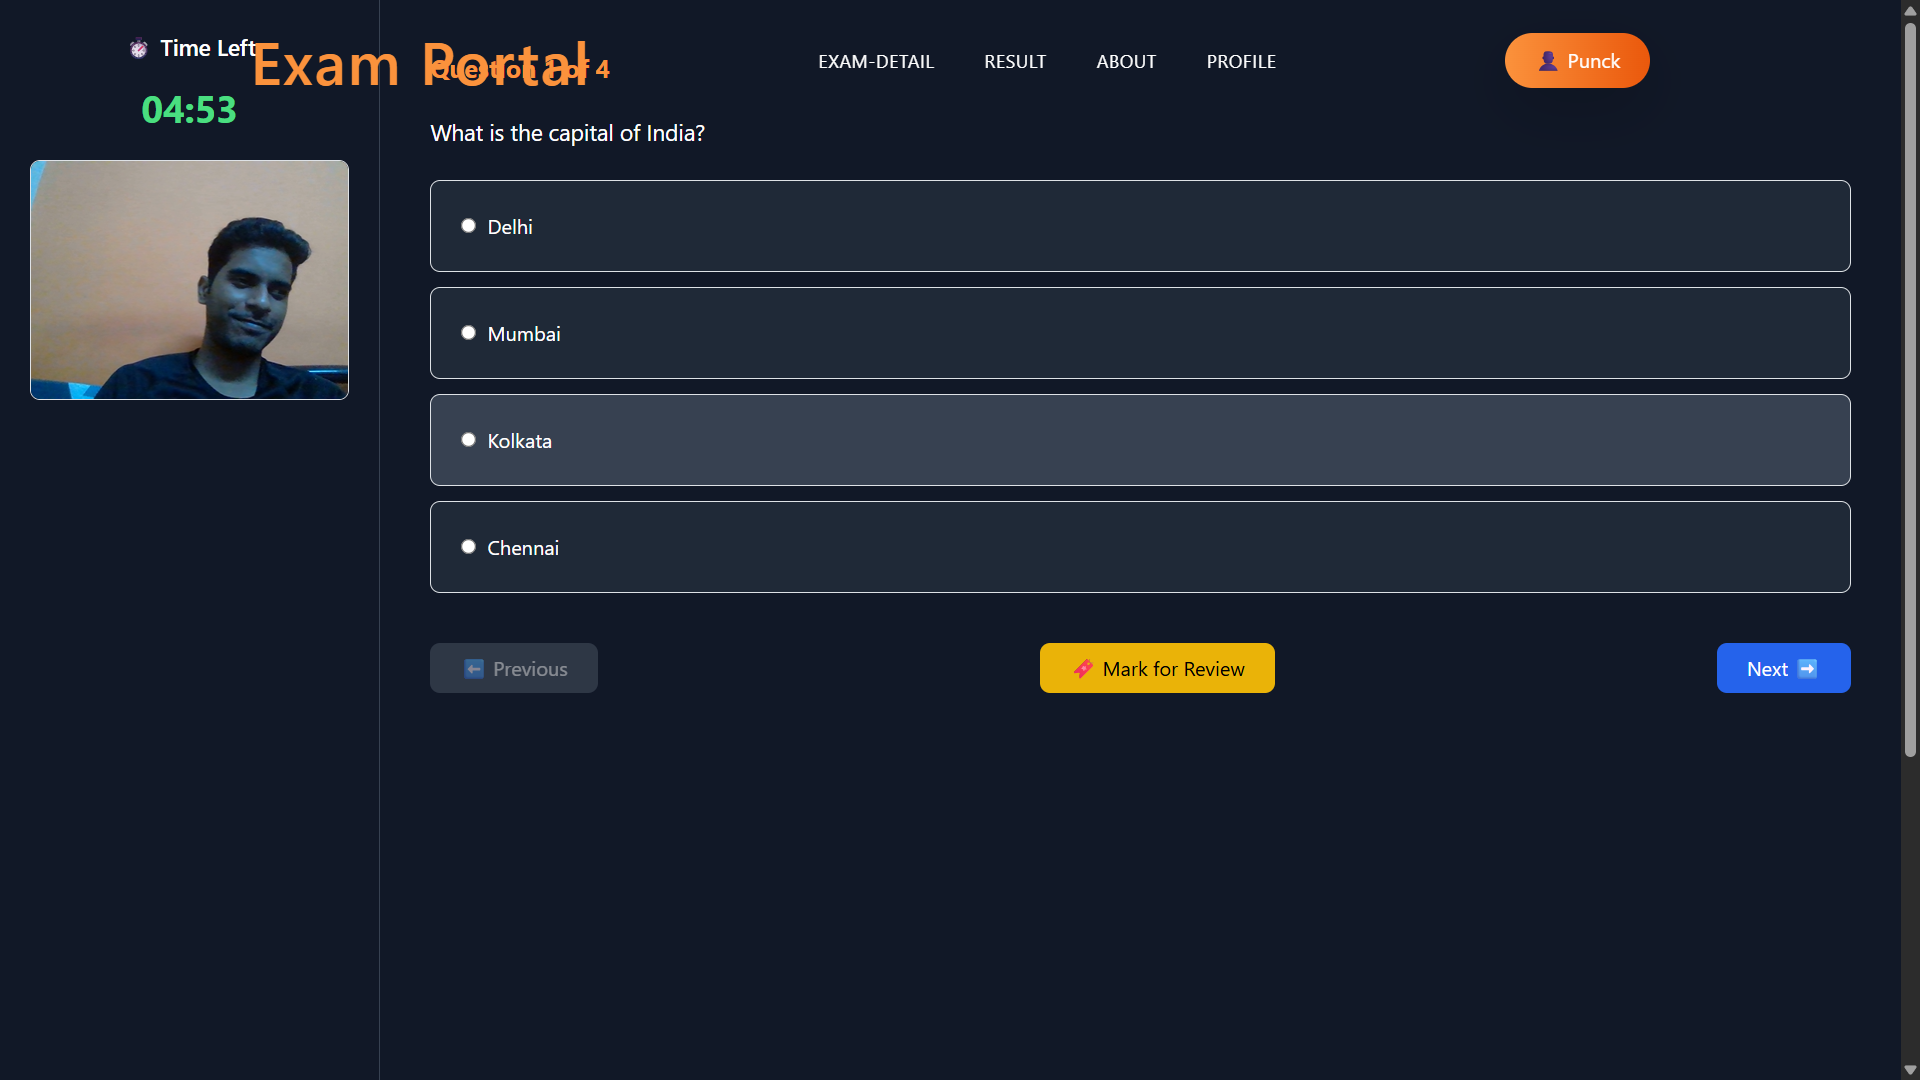 Time Left
04:53
Exam Portal
Question 1 of 4
EXAM-DETAIL
RESULT
ABOUT
PROFILE
Punck
What is the capital of India?
Delhi
Mumbai
Kolkata
Chennai
Previous
Mark for Review
Next